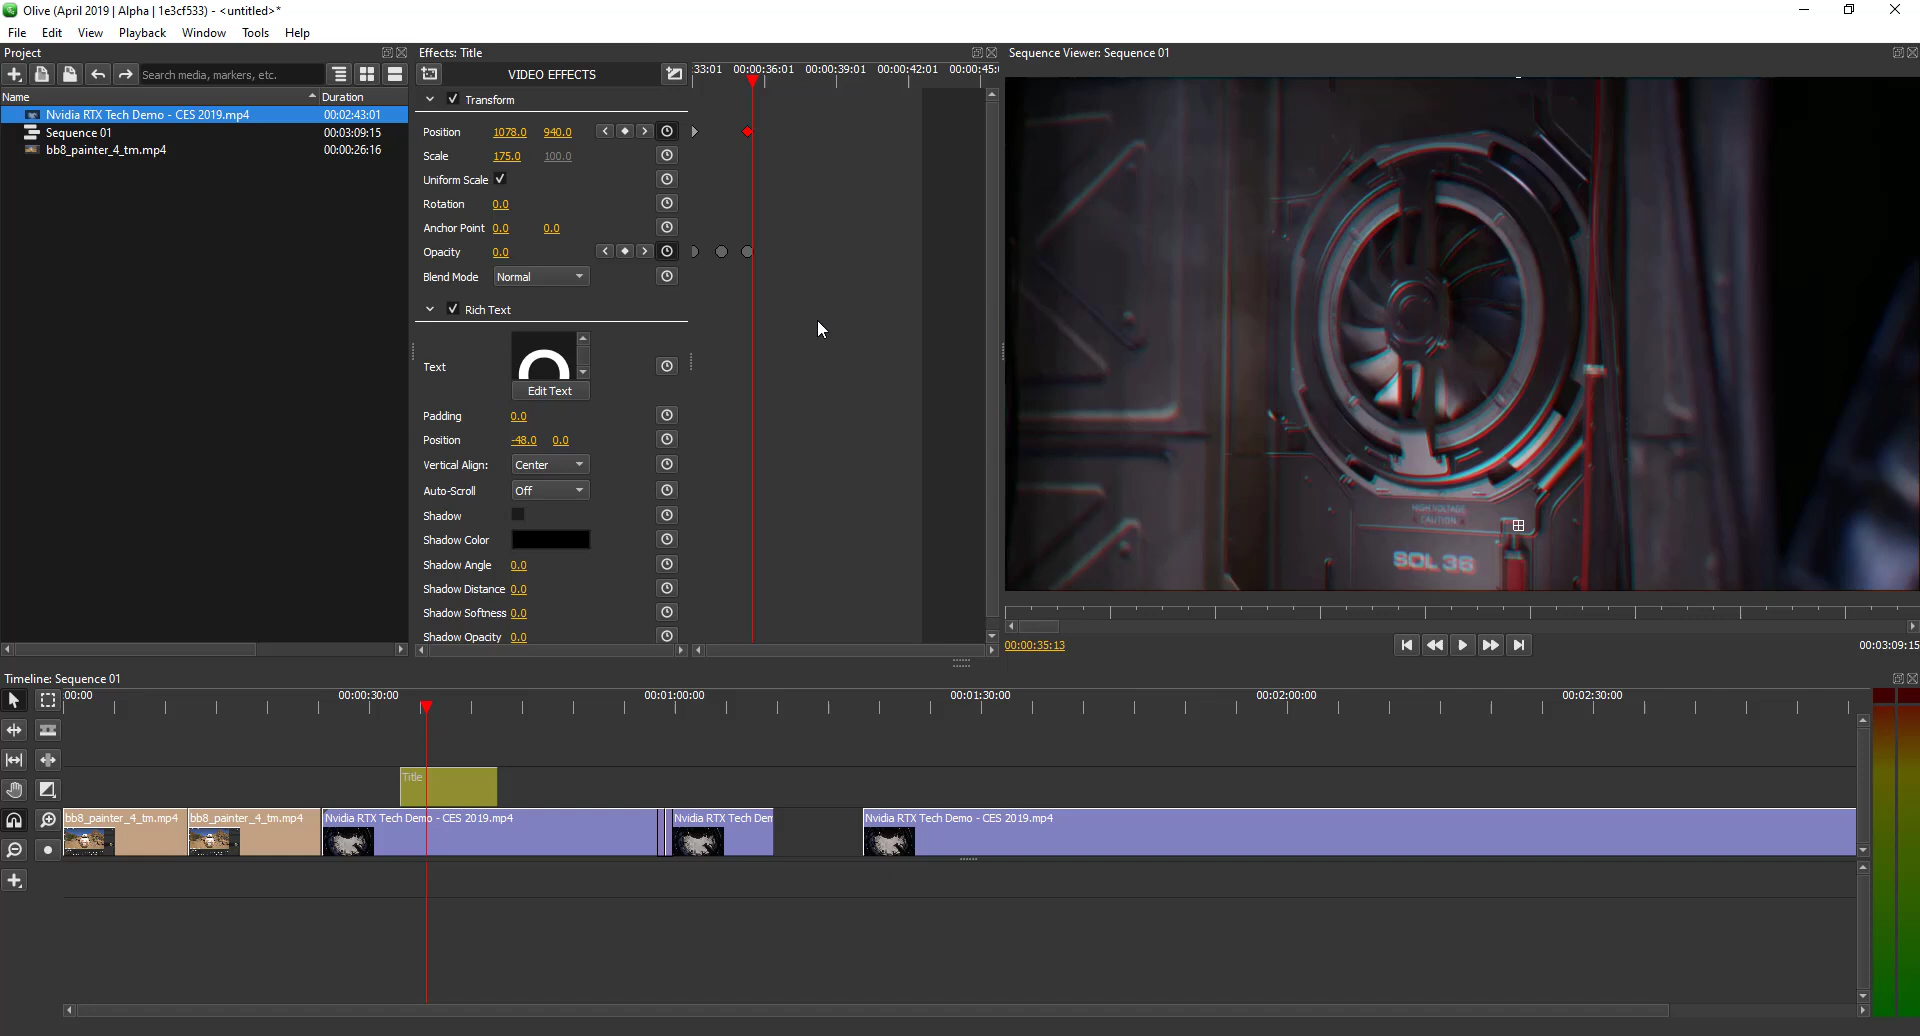 Olive (April 2019 | Alpha | 1e3cf533) - <untitled>*
File Edit View Playback Window Tools Help
Project
Search media, markers, etc.
Name Duration
Nvidia RTX Tech Demo - CES 2019.mp4 00:02:43:01
Sequence 01 00:03:09:15
bb8_painter_4_tm.mp4 00:00:26:16
Effects: Title
VIDEO EFFECTS
:33:01 00:00:36:01 00:00:39:01 00:00:42:01 00:00:45:
Transform
Position 1078.0 940.0
Scale 175.0 100.0
Uniform Scale
Rotation 0.0
Anchor Point 0.0 0.0
Opacity 0.0
Blend Mode Normal
Rich Text
Text
Edit Text
Padding 0.0
Position -48.0 0.0
Vertical Align: Center
Auto-Scroll Off
Shadow
Shadow Color
Shadow Angle 0.0
Shadow Distance 0.0
Shadow Softness 0.0
Shadow Opacity 0.0
Sequence Viewer: Sequence 01
HIGH VOLTAGE
CAUTION
SOL 36
00:00:35:13
00:03:09:15
Timeline: Sequence 01
:00:00 00:00:30:00 00:01:00:00 00:01:30:00 00:02:00:00 00:02:30:00
Title
bb8_painter_4_tm.mp4
bb8_painter_4_tm.mp4
Nvidia RTX Tech Demo - CES 2019.mp4
Nvidia RTX Tech Dem
Nvidia RTX Tech Demo - CES 2019.mp4